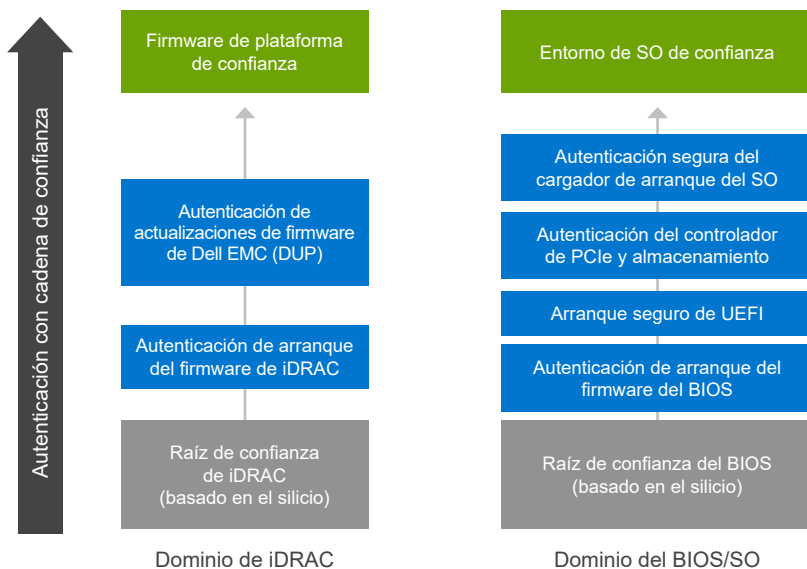 Autenticación con cadena de confianza
Firmware de plataforma
de confianza
Autenticación de
actualizaciones de firmware
de Dell EMC (DUP)
Autenticación de arranque
del firmware de iDRAC
Raíz de confianza
de iDRAC
(basado en el silicio)
Dominio de iDRAC
Entorno de SO de confianza
Autenticación segura del
cargador de arranque del SO
Autenticación del controlador
de PCIe y almacenamiento
Arranque seguro de UEFI
Autenticación de arranque del
firmware del BIOS
Raíz de confianza del BIOS
(basado en el silicio)
Dominio del BIOS/SO